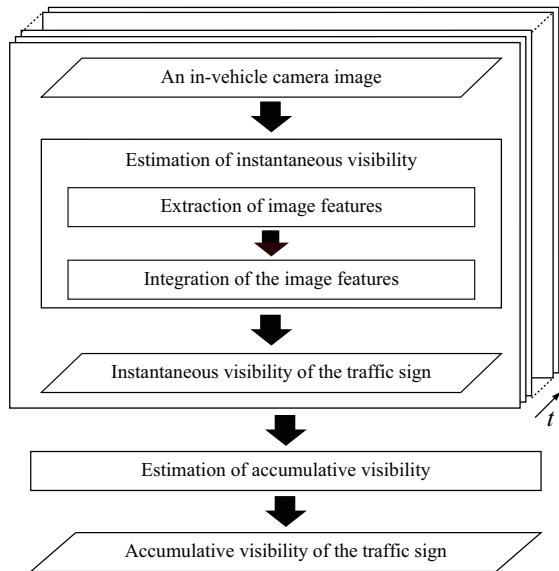 An in-vehicle camera image
Estimation of instantaneous visibility
Extraction of image features
Integration of the image features
Instantaneous visibility of the traffic sign
t
Estimation of accumulative visibility
Accumulative visibility of the traffic sign